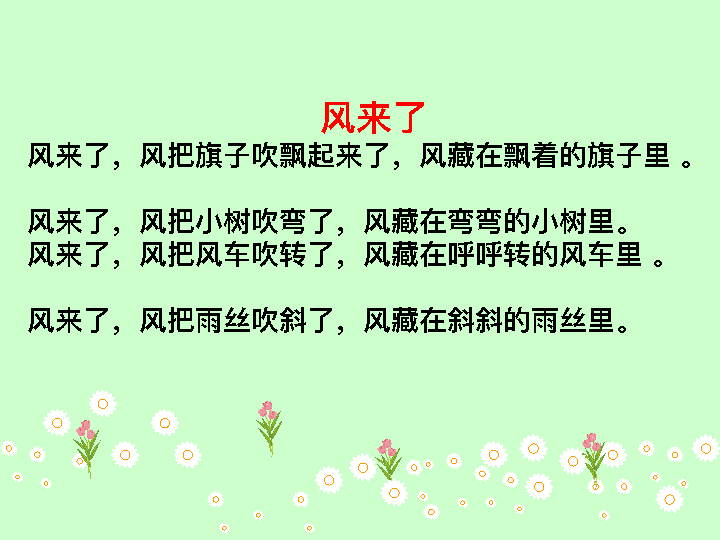 风来了
风来了，风把旗子吹飘起来了，风藏在飘着的旗子里 。
风来了，风把小树吹弯了，风藏在弯弯的小树里。
风来了，风把风车吹转了，风藏在呼呼转的风车里 。
风来了，风把雨丝吹斜了，风藏在斜斜的雨丝里。